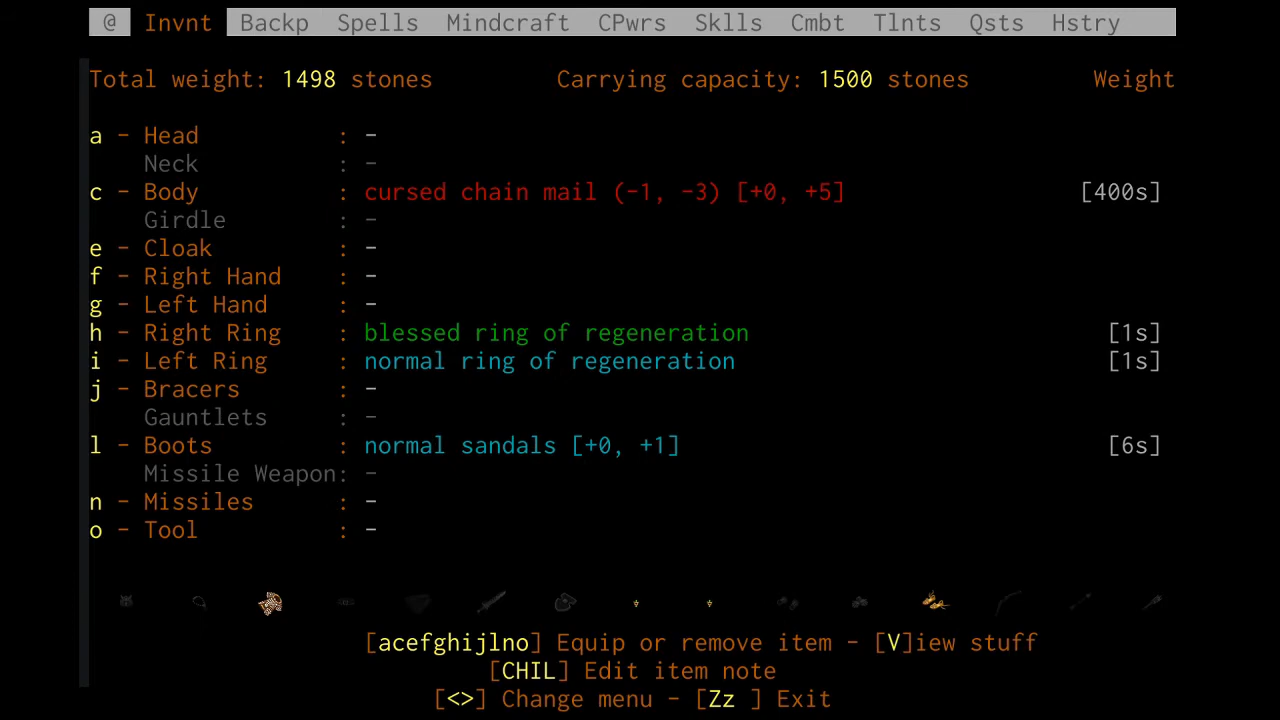 @ Invnt Backp Spells Mindcraft CPwrs Sklls Cmbt Tlnts Qsts Hstry
Total weight: 1498 stones Carrying capacity: 1500 stones Weight
a - Head : -
Neck : -
c - Body : cursed chain mail (-1, -3) [+0, +5] [400s]
Girdle : -
e - Cloak : -
f - Right Hand : -
g - Left Hand : -
h - Right Ring : blessed ring of regeneration [1s]
i - Left Ring : normal ring of regeneration [1s]
j - Bracers : -
Gauntlets : -
l - Boots : normal sandals [+0, +1] [6s]
Missile Weapon: -
n - Missiles : -
o - Tool : -
[acefghijlno] Equip or remove item - [V]iew stuff
[CHIL] Edit item note
[<>] Change menu - [Zz ] Exit